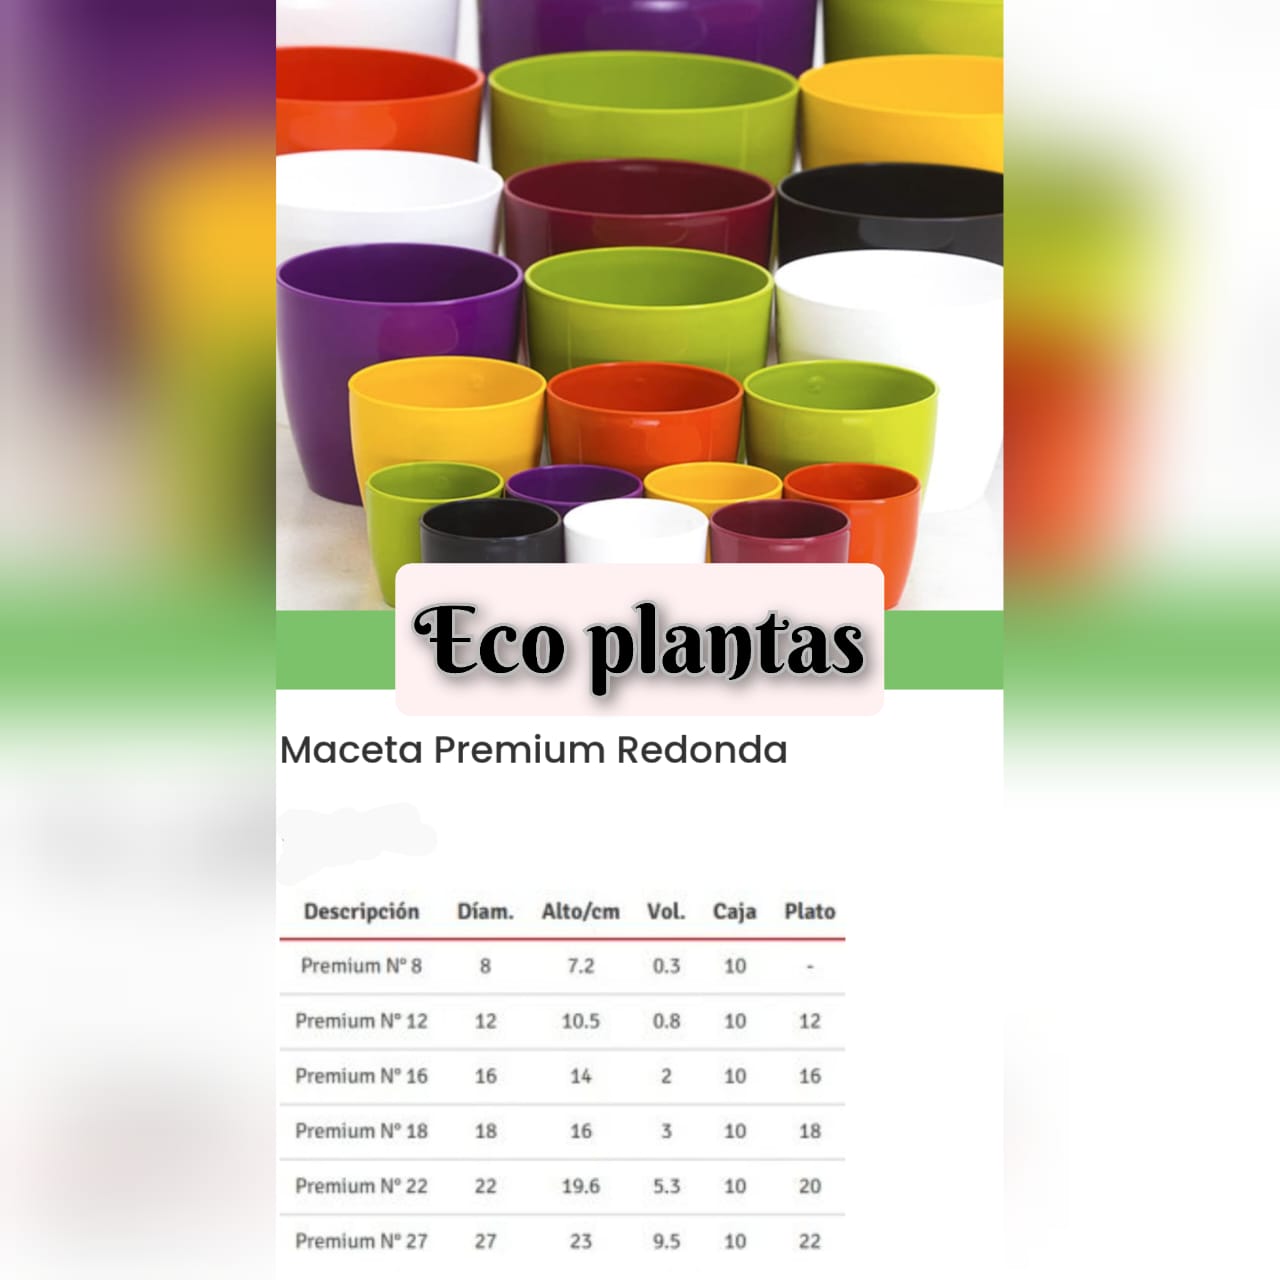 Eco plantas
Maceta Premium Redonda
Descripción Díam. Alto/cm Vol. Caja Plato
Premium N° 8 8 7.2 0.3 10 -
Premium N° 12 12 10.5 0.8 10 12
Premium N° 16 16 14 2 10 16
Premium N° 18 18 16 3 10 18
Premium N° 22 22 19.6 5.3 10 20
Premium N° 27 27 23 9.5 10 22